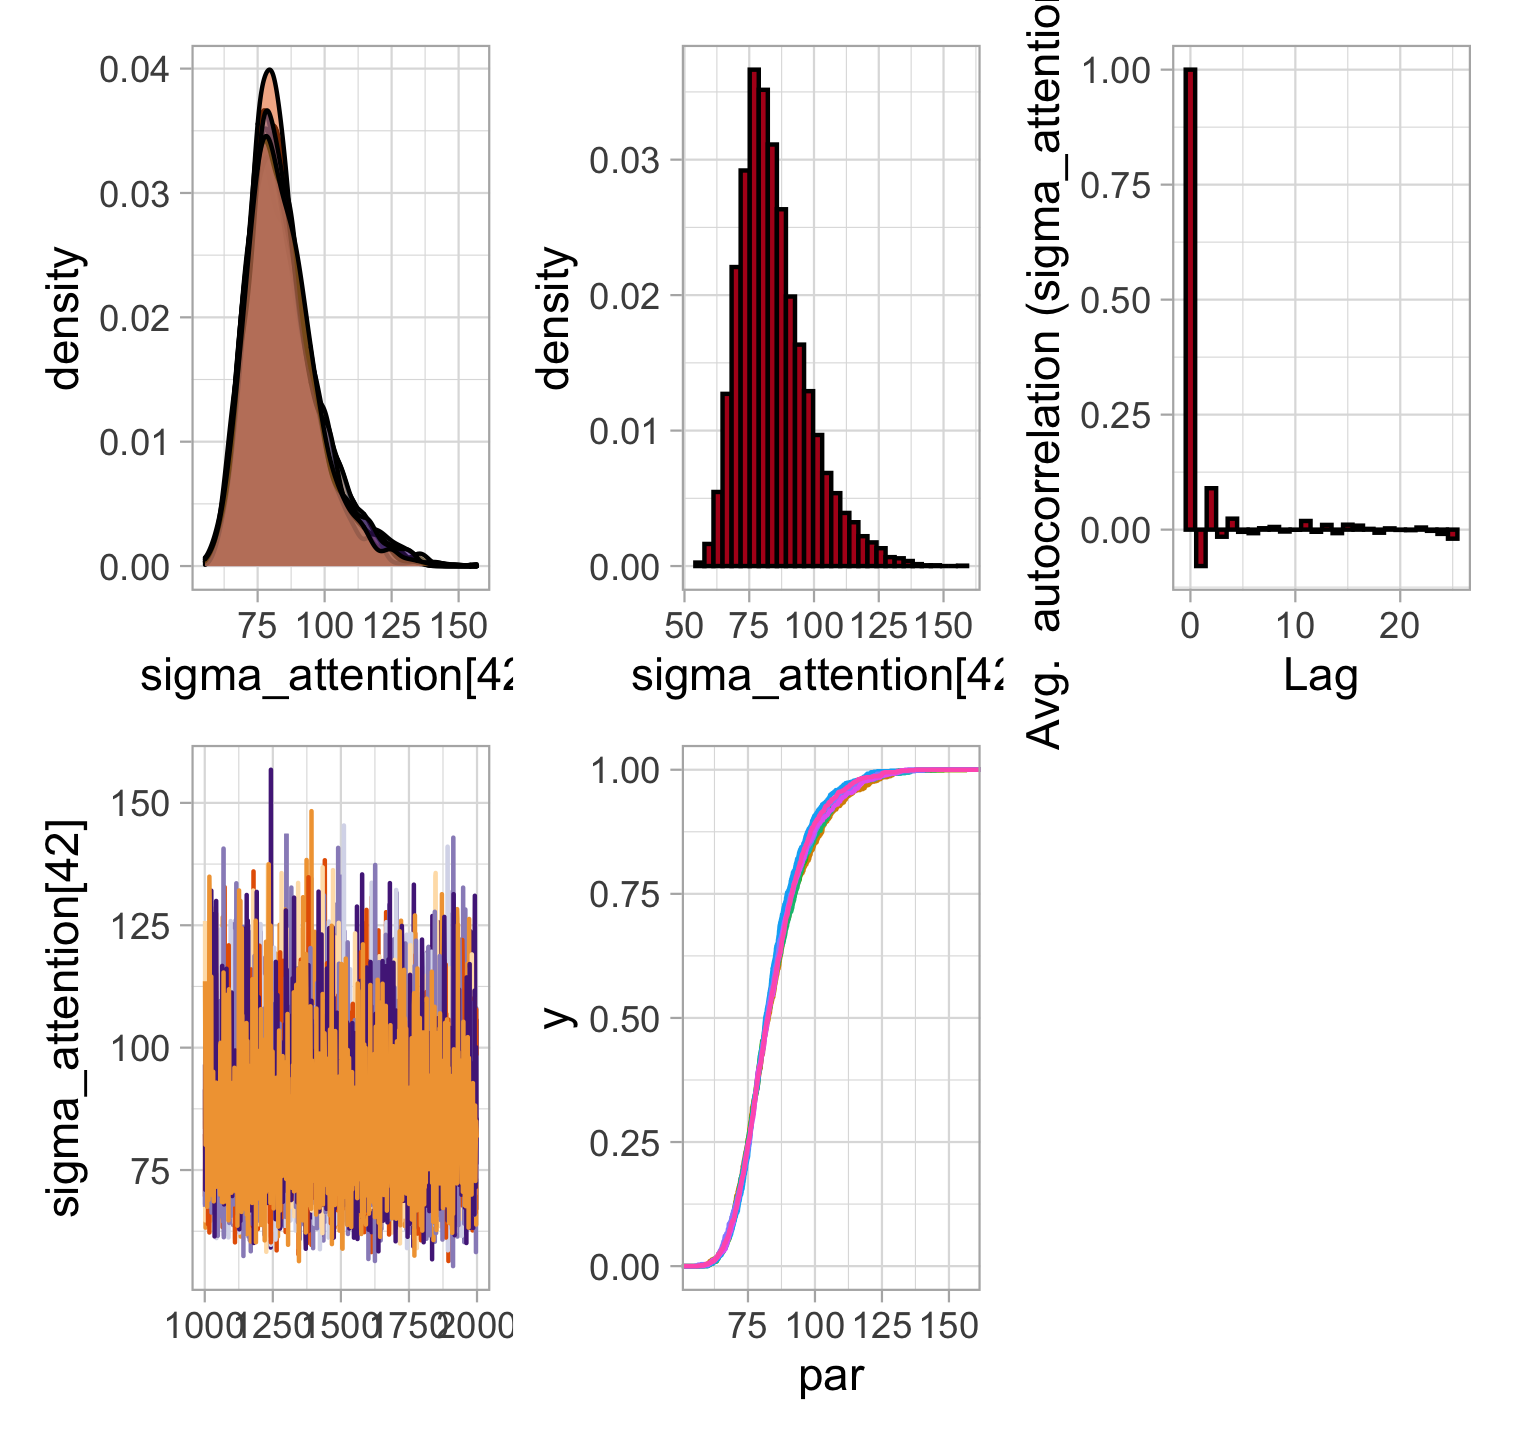 0.04
0.03
0.02
0.01
0.00
density
75 100 125 150
sigma_attention[42
0.03
0.02
0.01
0.00
density
50 75 100 125 150
sigma_attention[42
Avg. autocorrelation (sigma_attention
1.00
0.75
0.50
0.25
0.00
0 10 20
Lag
150
125
100
75
sigma_attention[42]
1000 1250 1500 1750 2000
1.00
0.75
0.50
0.25
0.00
y
75 100 125 150
par